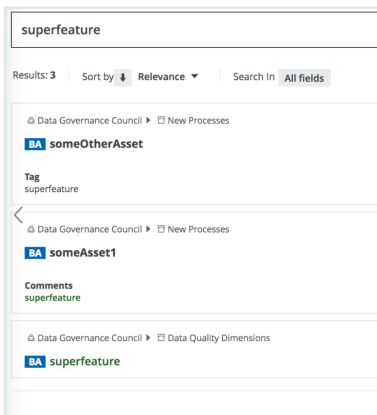 superfeature
Results: 3 Sort by Relevance Search In All fields
Data Governance Council New Processes
BA someOtherAsset
Tag
superfeature
Data Governance Council New Processes
BA someAsset1
Comments
superfeature
Data Governance Council Data Quality Dimensions
BA superfeature